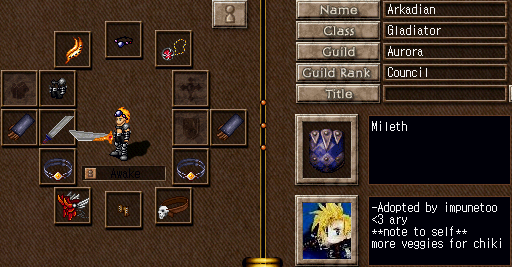 Name Arkadian
Class Gladiator
Guild Aurora
Guild Rank Council
Title
Mileth
Awake
-Adopted by impunetoo
<3 ary
**note to self**
more veggies for chiki